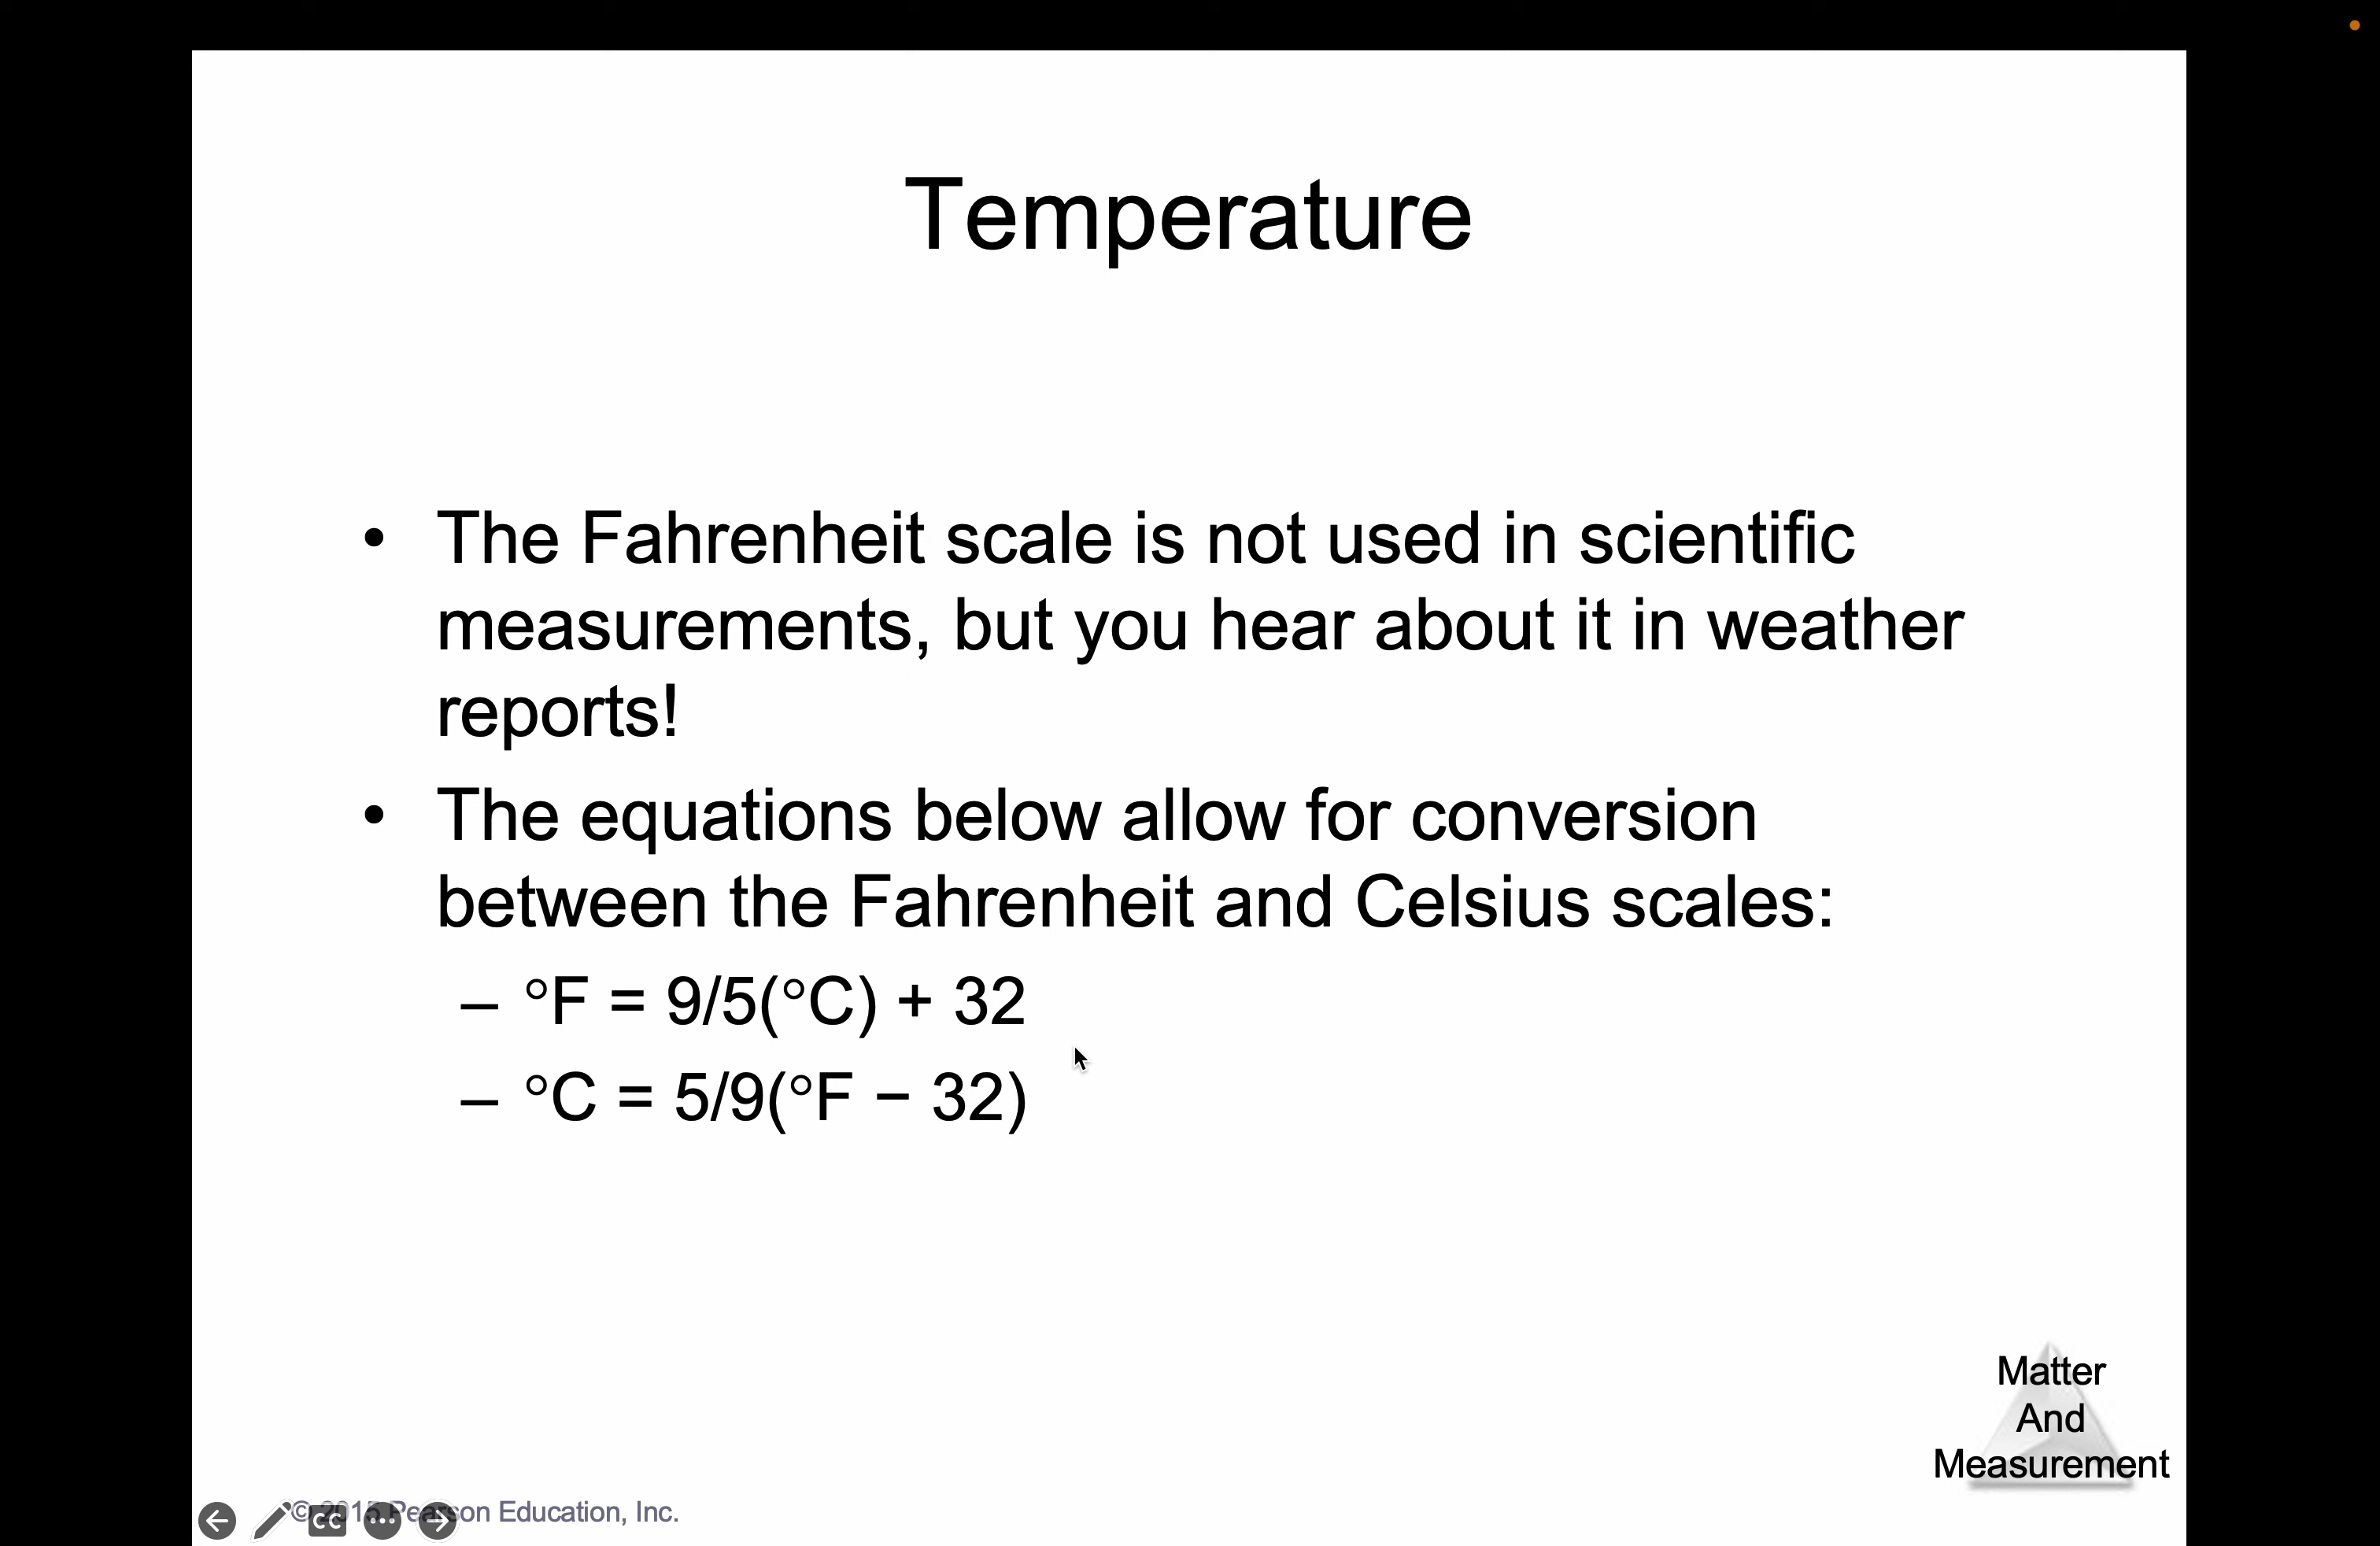 Temperature
• The Fahrenheit scale is not used in scientific
measurements, but you hear about it in weather
reports!
• The equations below allow for conversion
between the Fahrenheit and Celsius scales:
– °F = 9/5(°C) + 32
– °C = 5/9(°F − 32)
Matter
And
Measurement
© 2015 Pearson Education, Inc.
CC